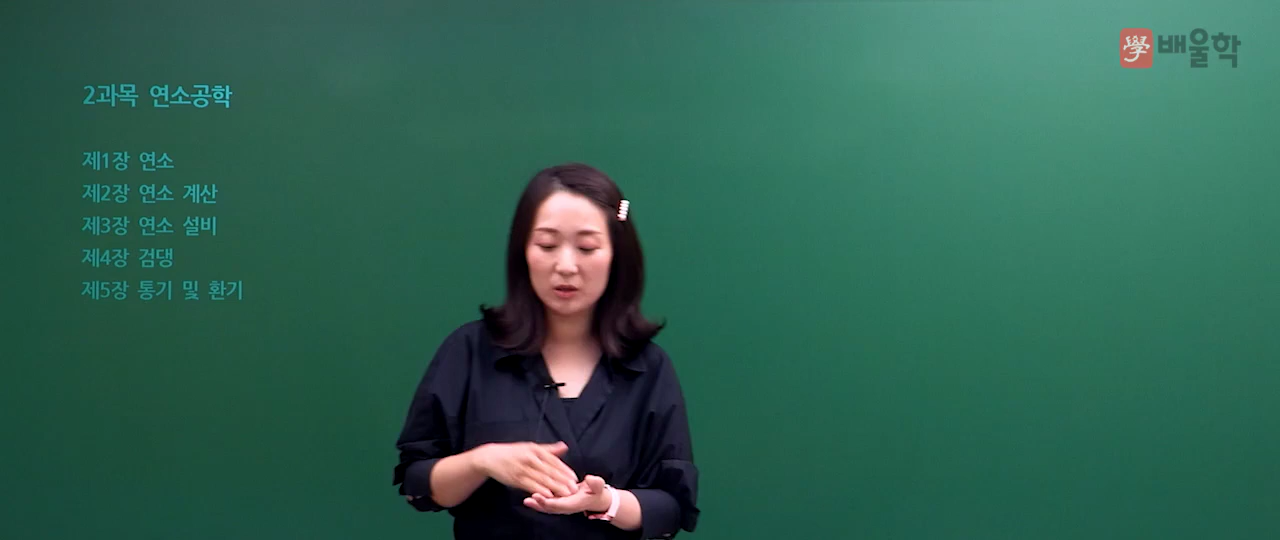 學배울학
2과목 연소공학
제1장 연소
제2장 연소 계산
제3장 연소 설비
제4장 검댕
제5장 통기 및 환기